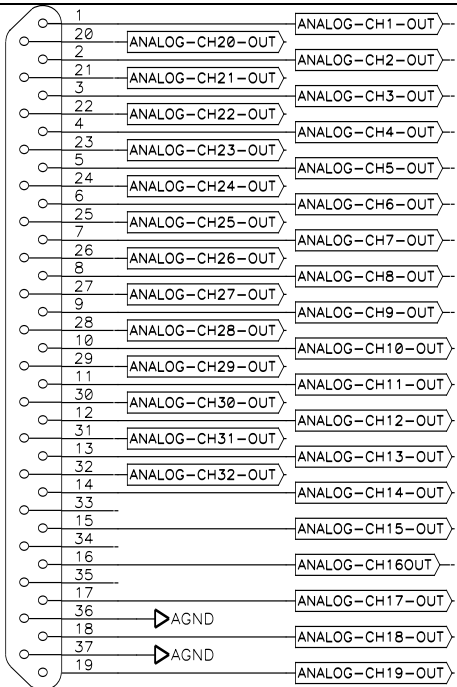 1 ANALOG-CH1-OUT
20 ANALOG-CH20-OUT
2 ANALOG-CH2-OUT
21 ANALOG-CH21-OUT
3 ANALOG-CH3-OUT
22 ANALOG-CH22-OUT
4 ANALOG-CH4-OUT
23 ANALOG-CH23-OUT
5 ANALOG-CH5-OUT
24 ANALOG-CH24-OUT
6 ANALOG-CH6-OUT
25 ANALOG-CH25-OUT
7 ANALOG-CH7-OUT
26 ANALOG-CH26-OUT
8 ANALOG-CH8-OUT
27 ANALOG-CH27-OUT
9 ANALOG-CH9-OUT
28 ANALOG-CH28-OUT
10 ANALOG-CH10-OUT
29 ANALOG-CH29-OUT
11 ANALOG-CH11-OUT
30 ANALOG-CH30-OUT
12 ANALOG-CH12-OUT
31 ANALOG-CH31-OUT
13 ANALOG-CH13-OUT
32 ANALOG-CH32-OUT
14 ANALOG-CH14-OUT
33
15 ANALOG-CH15-OUT
34
16 ANALOG-CH16OUT
35
17 ANALOG-CH17-OUT
36 AGND
18 ANALOG-CH18-OUT
37 AGND
19 ANALOG-CH19-OUT